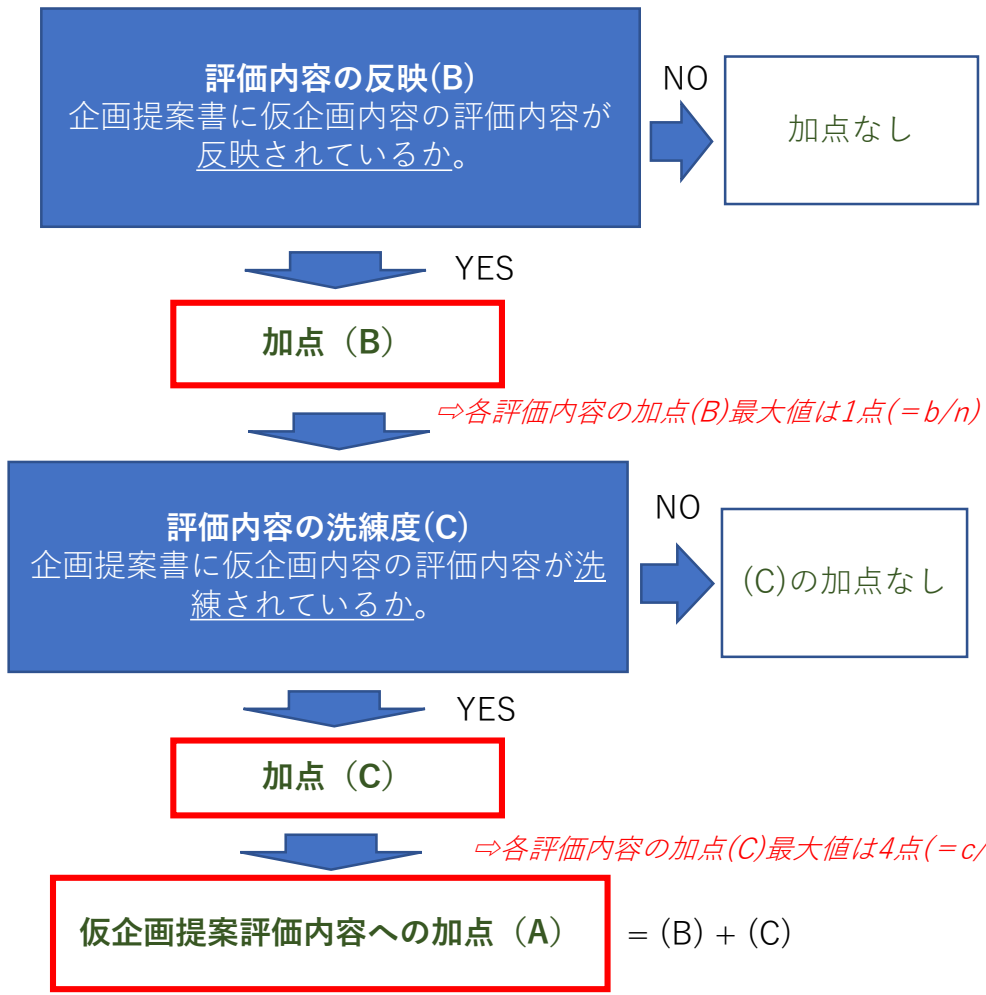 評価内容の反映(B)
企画提案書に仮企画内容の評価内容が
反映されているか。
NO
加点なし
YES
加点（B）
⇨各評価内容の加点(B)最大値は1点(＝b/n)
評価内容の洗練度(C)
企画提案書に仮企画内容の評価内容が洗
練されているか。
NO
(C)の加点なし
YES
加点（C）
⇨各評価内容の加点(C)最大値は4点(＝c/
仮企画提案評価内容への加点（A）
＝(B)＋(C)